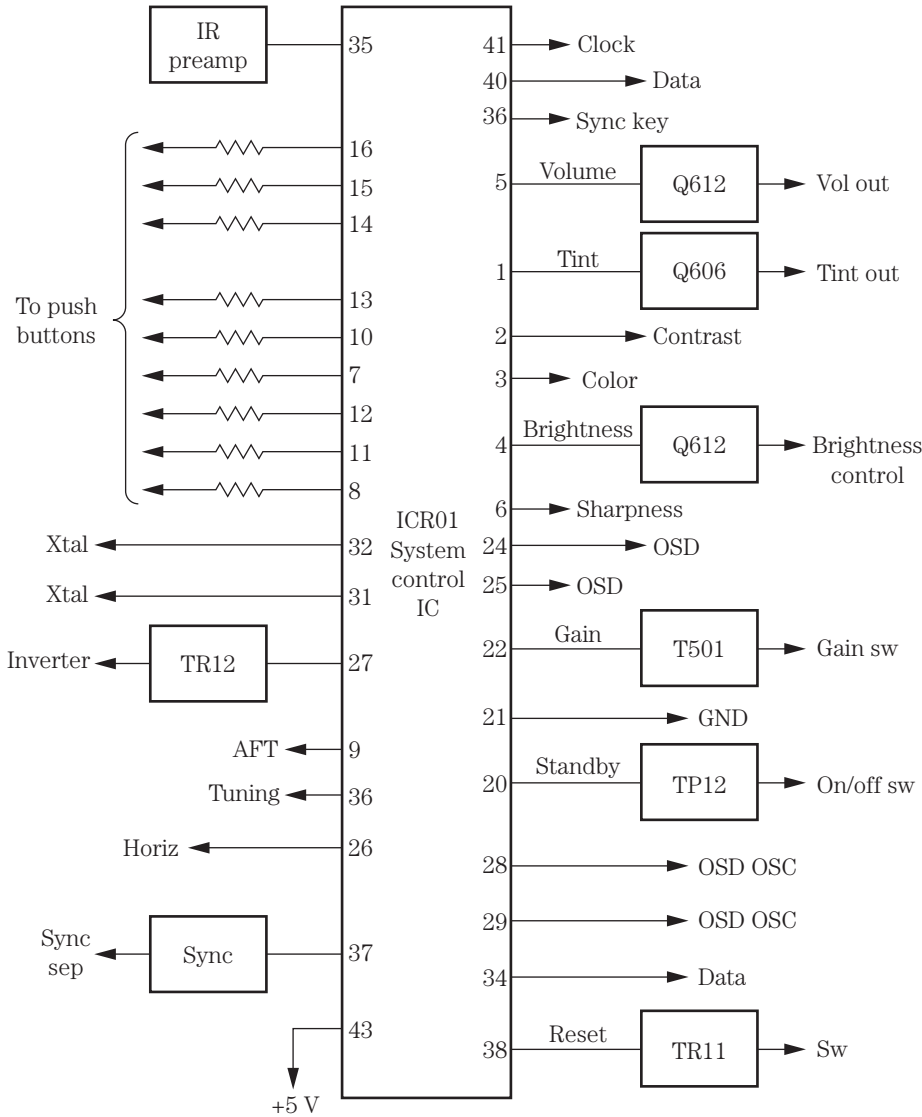 IR
preamp
35
16
15
14
13
10
7
12
11
8
To push
buttons
Xtal
32
Xtal
31
Inverter
TR12
27
AFT
9
Tuning
36
Horiz
26
Sync
sep
Sync
37
43
+5 V
ICR01
System
control
IC
41
Clock
40
Data
36
Sync key
5
Volume
Q612
Vol out
1
Tint
Q606
Tint out
2
Contrast
3
Color
4
Brightness
Q612
Brightness
control
6
Sharpness
24
OSD
25
OSD
22
Gain
T501
Gain sw
21
GND
20
Standby
TP12
On/off sw
28
OSD OSC
29
OSD OSC
34
Data
38
Reset
TR11
Sw